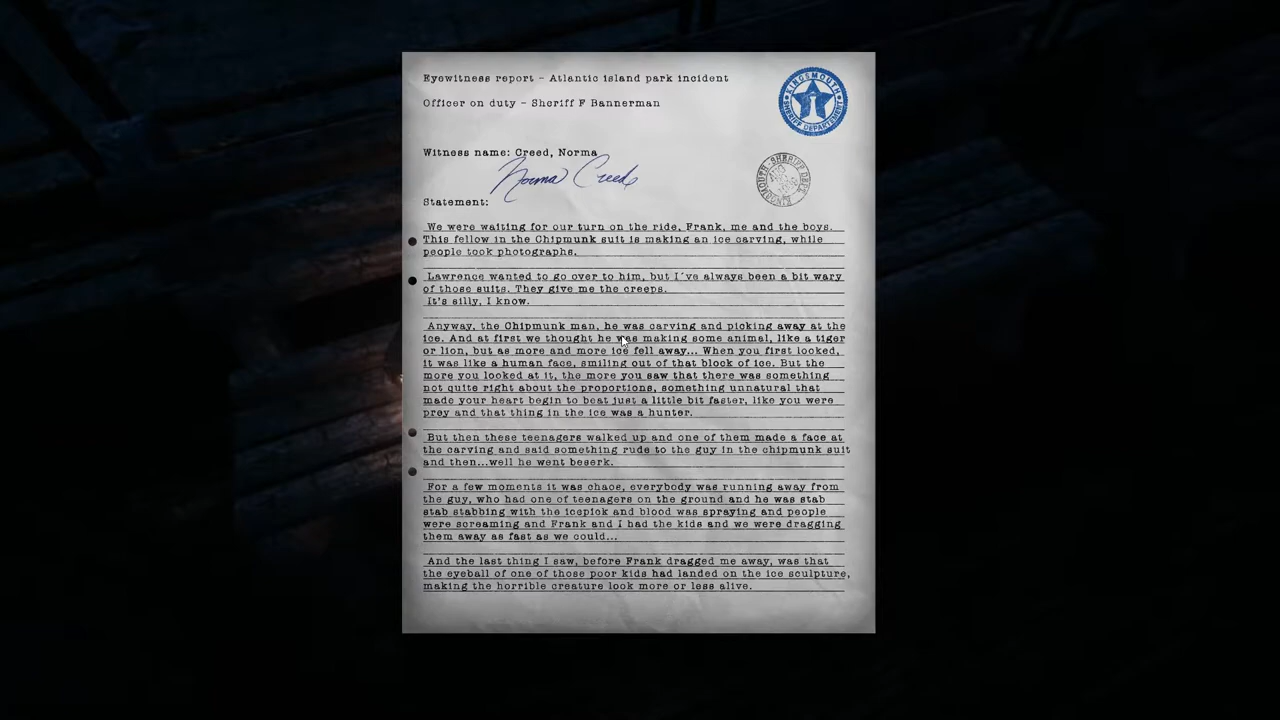 Eyewitness report - Atlantic island park incident
KINGSMOUTH
SHERIFF DEPARTEMENT
Officer on duty - Sheriff F Bannerman
Witness name: Creed, Norma
Norma Creed
SHERIFF DEPT.
Statement:
We were waiting for our turn on the ride, Frank, me and the boys.
This fellow in the Chipmunk suit is making an ice carving, while
people took photographs.
Lawrence wanted to go over to him, but I´ve always been a bit wary
of those suits. They give me the creeps.
It's silly, I know.
Anyway, the Chipmunk man, he was carving and picking away at the
ice. And at first we thought he was making some animal, like a tiger
or lion, but as more and more ice fell away... When you first looked,
it was like a human face, smiling out of that block of ice. But the
more you looked at it, the more you saw that there was something
not quite right about the proportions, something unnatural that
made your heart begin to beat just a little bit faster, like you were
prey and that thing in the ice was a hunter.
But then these teenagers walked up and one of them made a face at
the carving and said something rude to the guy in the chipmunk suit
and then...well he went beserk.
For a few moments it was chaos, everybody was running away from
the guy, who had one of teenagers on the ground and he was stab
stab stabbing with the icepick and blood was spraying and people
were screaming and Frank and I had the kids and we were dragging
them away as fast as we could...
And the last thing I saw, before Frank dragged me away, was that
the eyeball of one of those poor kids had landed on the ice sculpture,
making the horrible creature look more or less alive.